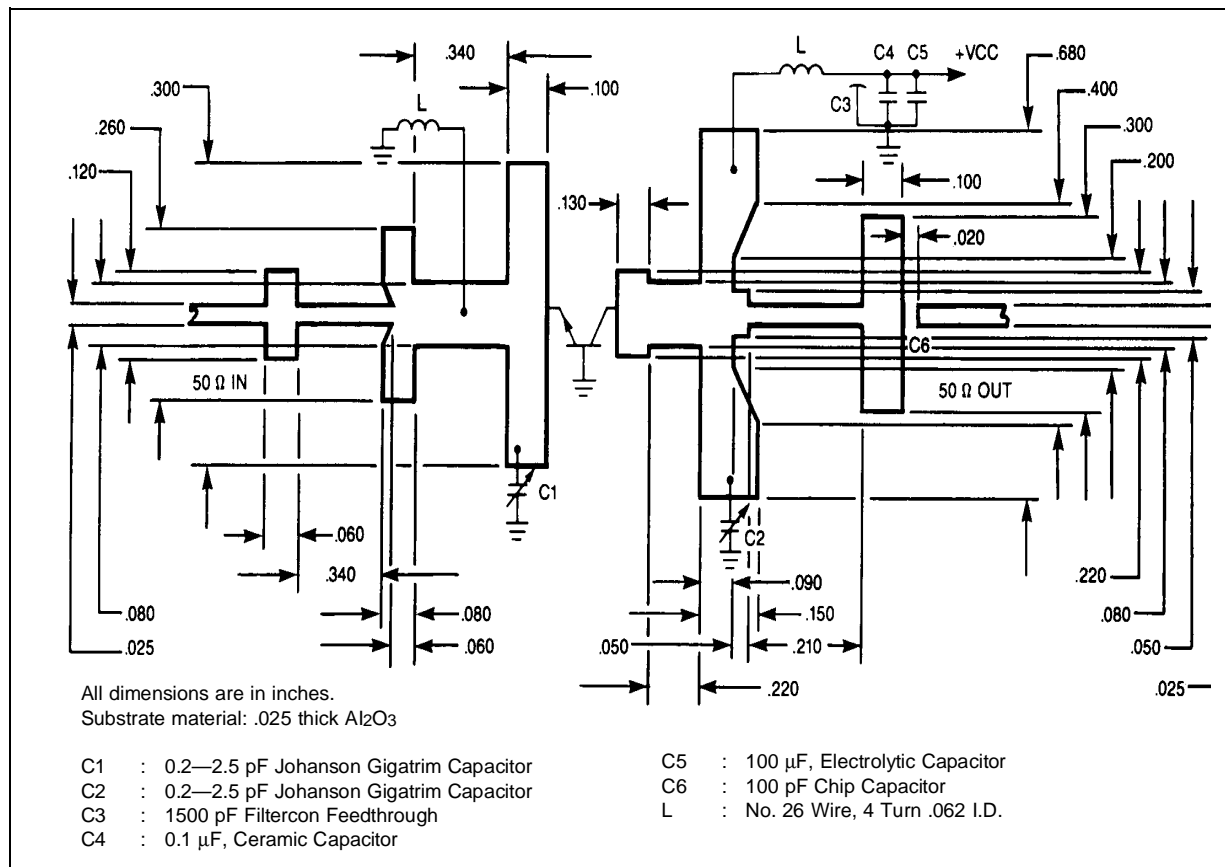 L
C4
C5
+VCC
.680
.340
.300
.100
.400
L
C3
.260
.300
.120
.200
.130
.100
.020
50 Ω IN
C6
50 Ω OUT
C1
C2
.060
.340
.090
.220
.080
.080
.150
.080
.025
.060
.050
.210
.050
.220
.025
All dimensions are in inches.
Substrate material: .025 thick Al2O3
C1 : 0.2—2.5 pF Johanson Gigatrim Capacitor
C2 : 0.2—2.5 pF Johanson Gigatrim Capacitor
C3 : 1500 pF Filtercon Feedthrough
C4 : 0.1 μF, Ceramic Capacitor
C5 : 100 μF, Electrolytic Capacitor
C6 : 100 pF Chip Capacitor
L : No. 26 Wire, 4 Turn .062 I.D.